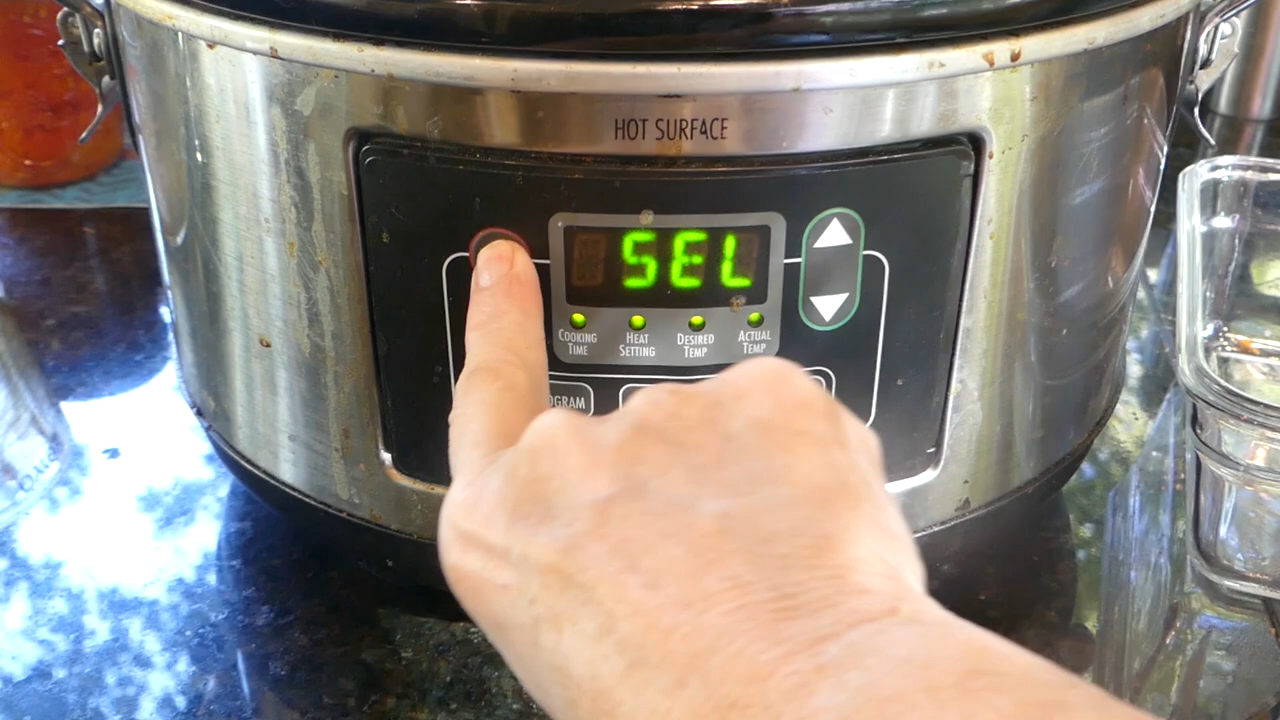 HOT SURFACE
SEL
COOKING TIME
HEAT SETTING
DESIRED TEMP
ACTUAL TEMP